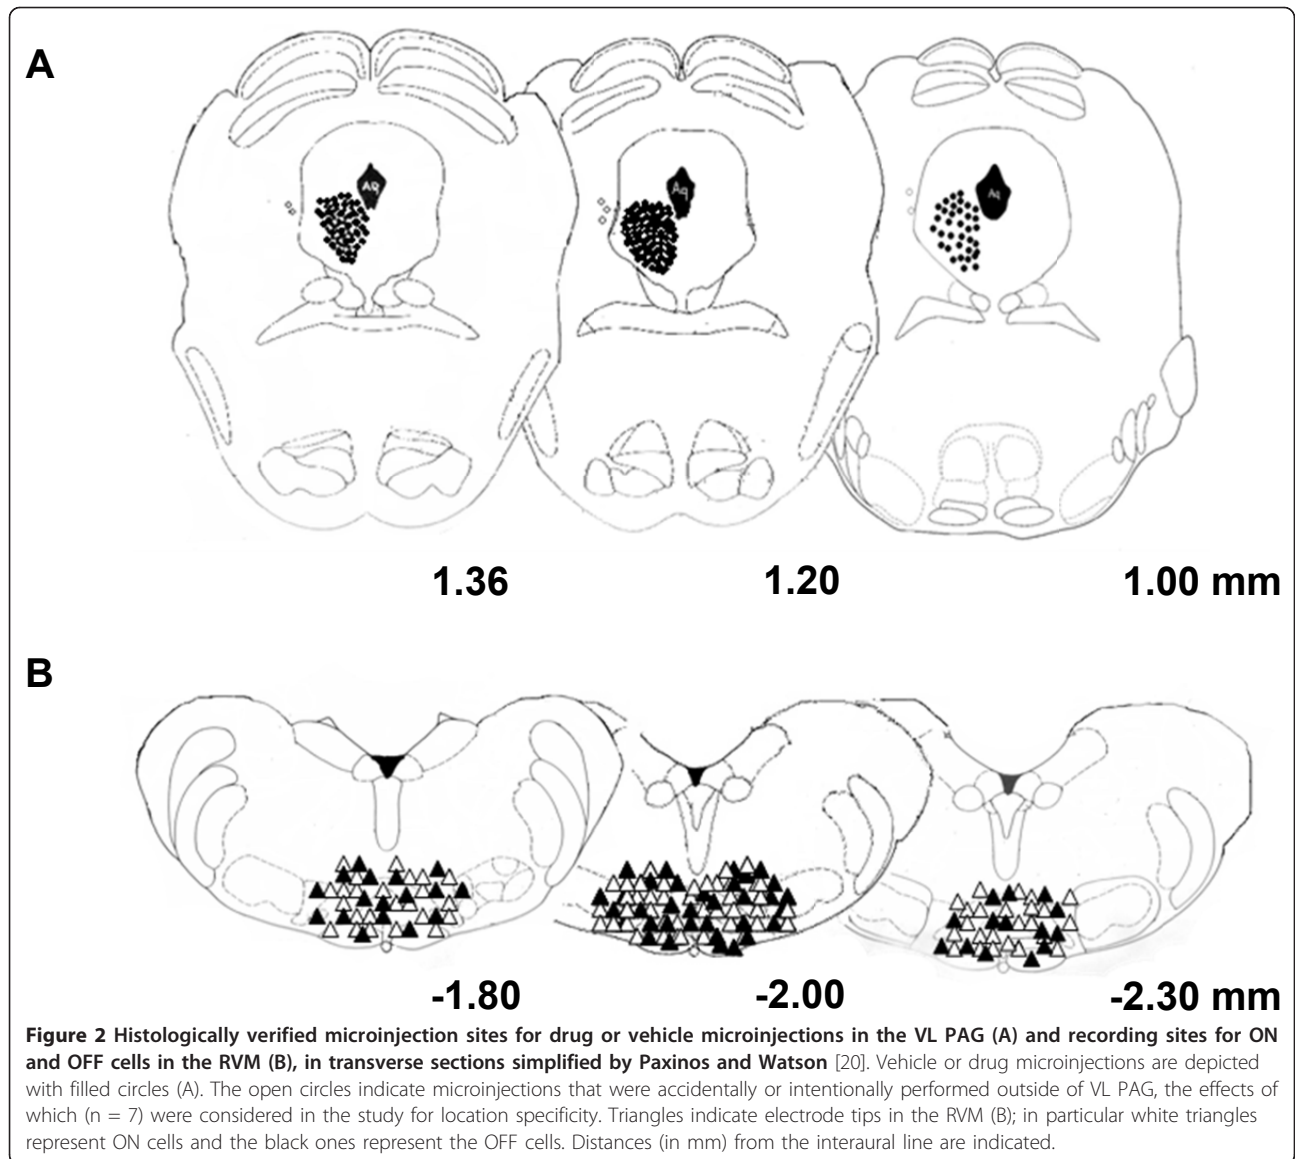 A
Aq Aq Aq
1.36 1.20 1.00 mm
B
-1.80 -2.00 -2.30 mm
Figure 2 Histologically verified microinjection sites for drug or vehicle microinjections in the VL PAG (A) and recording sites for ON
and OFF cells in the RVM (B), in transverse sections simplified by Paxinos and Watson [20]. Vehicle or drug microinjections are depicted
with filled circles (A). The open circles indicate microinjections that were accidentally or intentionally performed outside of VL PAG, the effects of
which (n = 7) were considered in the study for location specificity. Triangles indicate electrode tips in the RVM (B); in particular white triangles
represent ON cells and the black ones represent the OFF cells. Distances (in mm) from the interaural line are indicated.